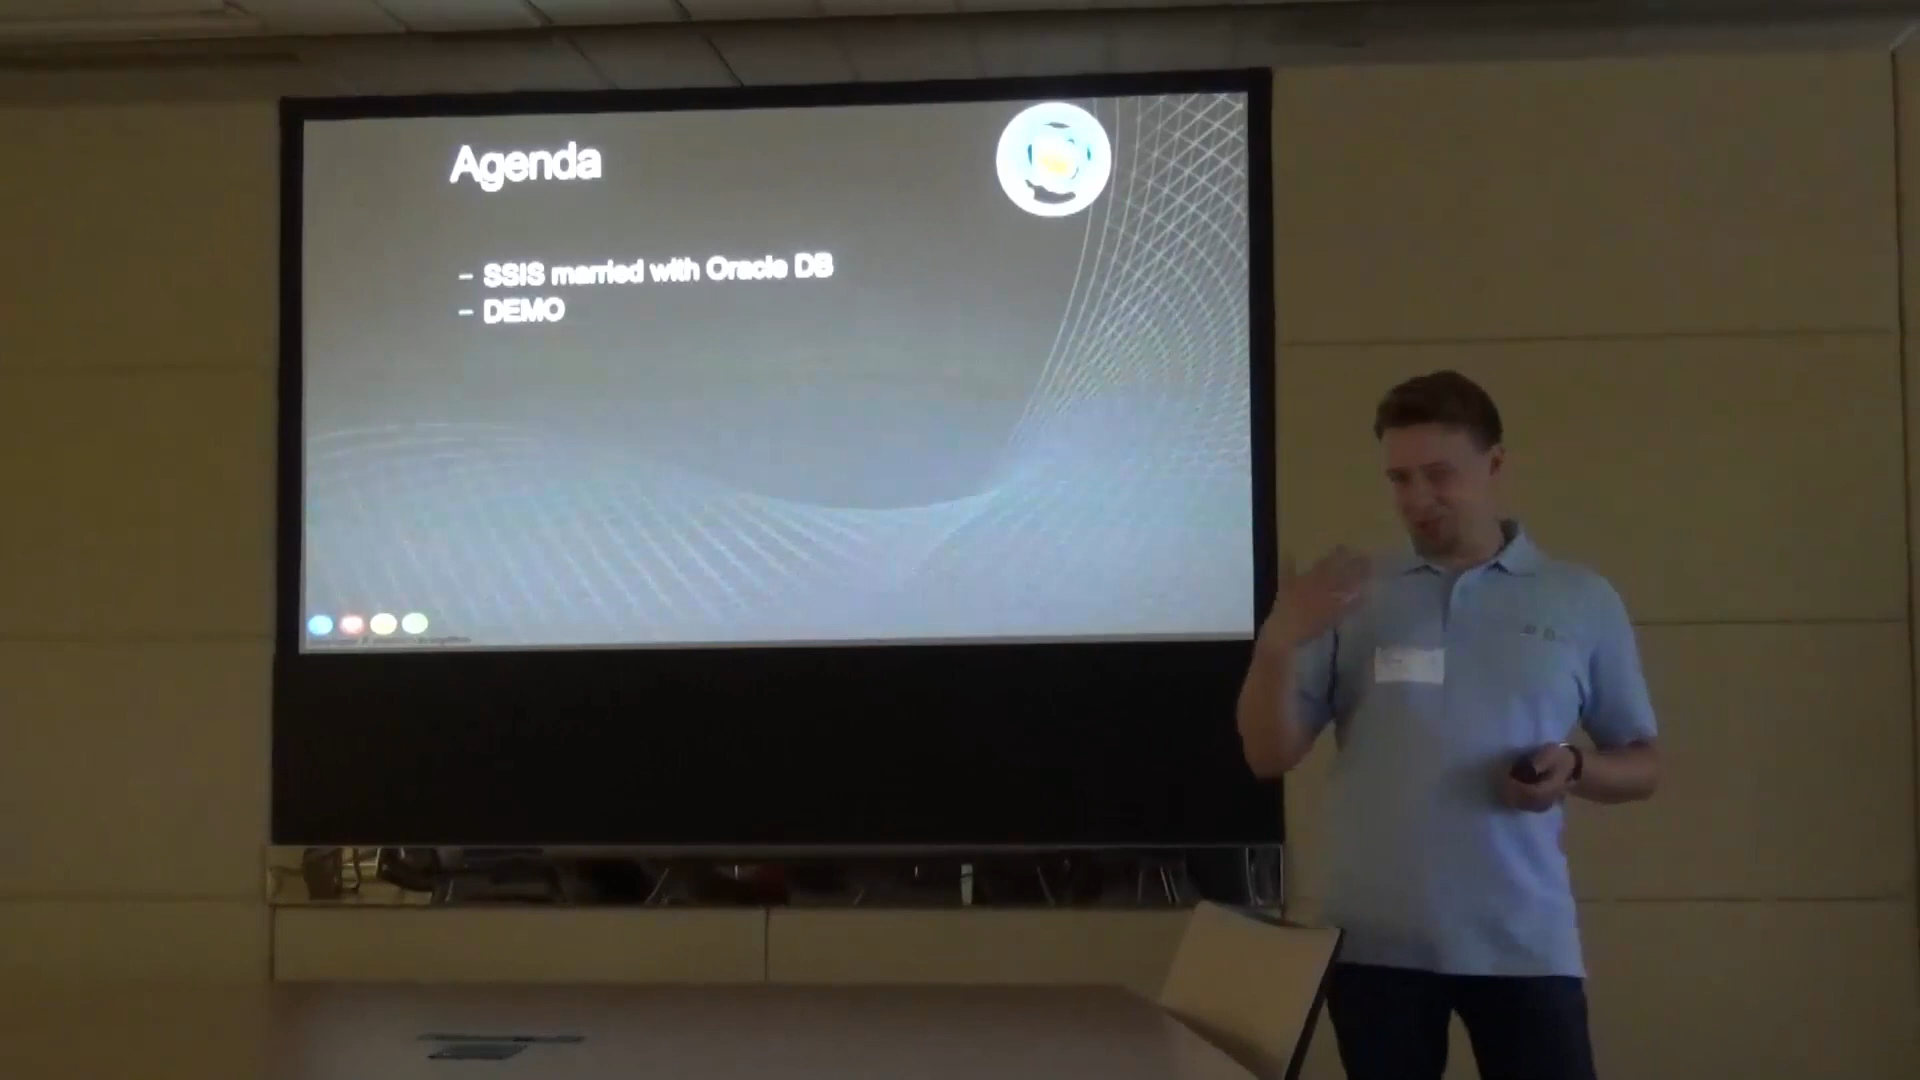 Agenda
– SSIS married with Oracle DB
– DEMO